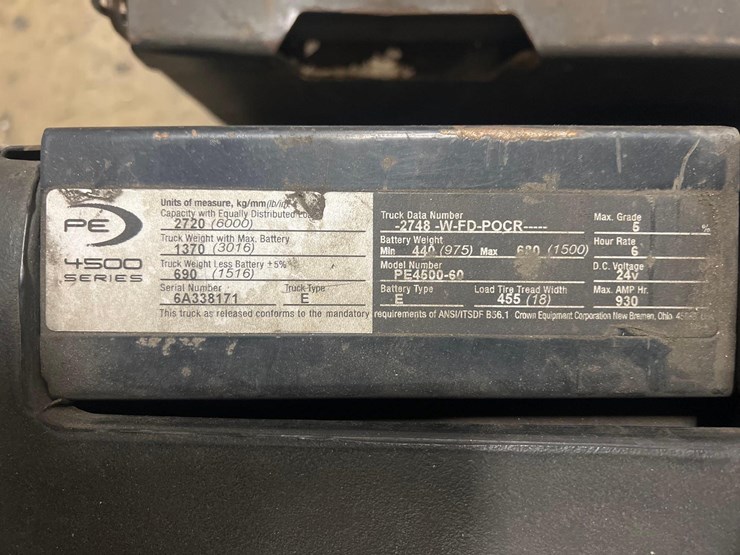 PE
4500
SERIES
Units of measure, kg/mm(lb/in)
Capacity with Equally Distributed Load
2720 (6000)
Truck Weight with Max. Battery
1370 (3016)
Truck Weight Less Battery ±5%
690 (1516)
Serial Number Truck Type
6A338171 E
Truck Data Number Max. Grade
-2748 -W-FD-POCR----- 5 %
Battery Weight Hour Rate
Min 440 (975) Max 680 (1500) 6
Model Number D.C. Voltage
PE4500-60 24V
Battery Type Load Tire Tread Width Max. AMP Hr.
E 455 (18) 930
This truck as released conforms to the mandatory requirements of ANSI/ITSDF B56.1 Crown Equipment Corporation New Bremen, Ohio